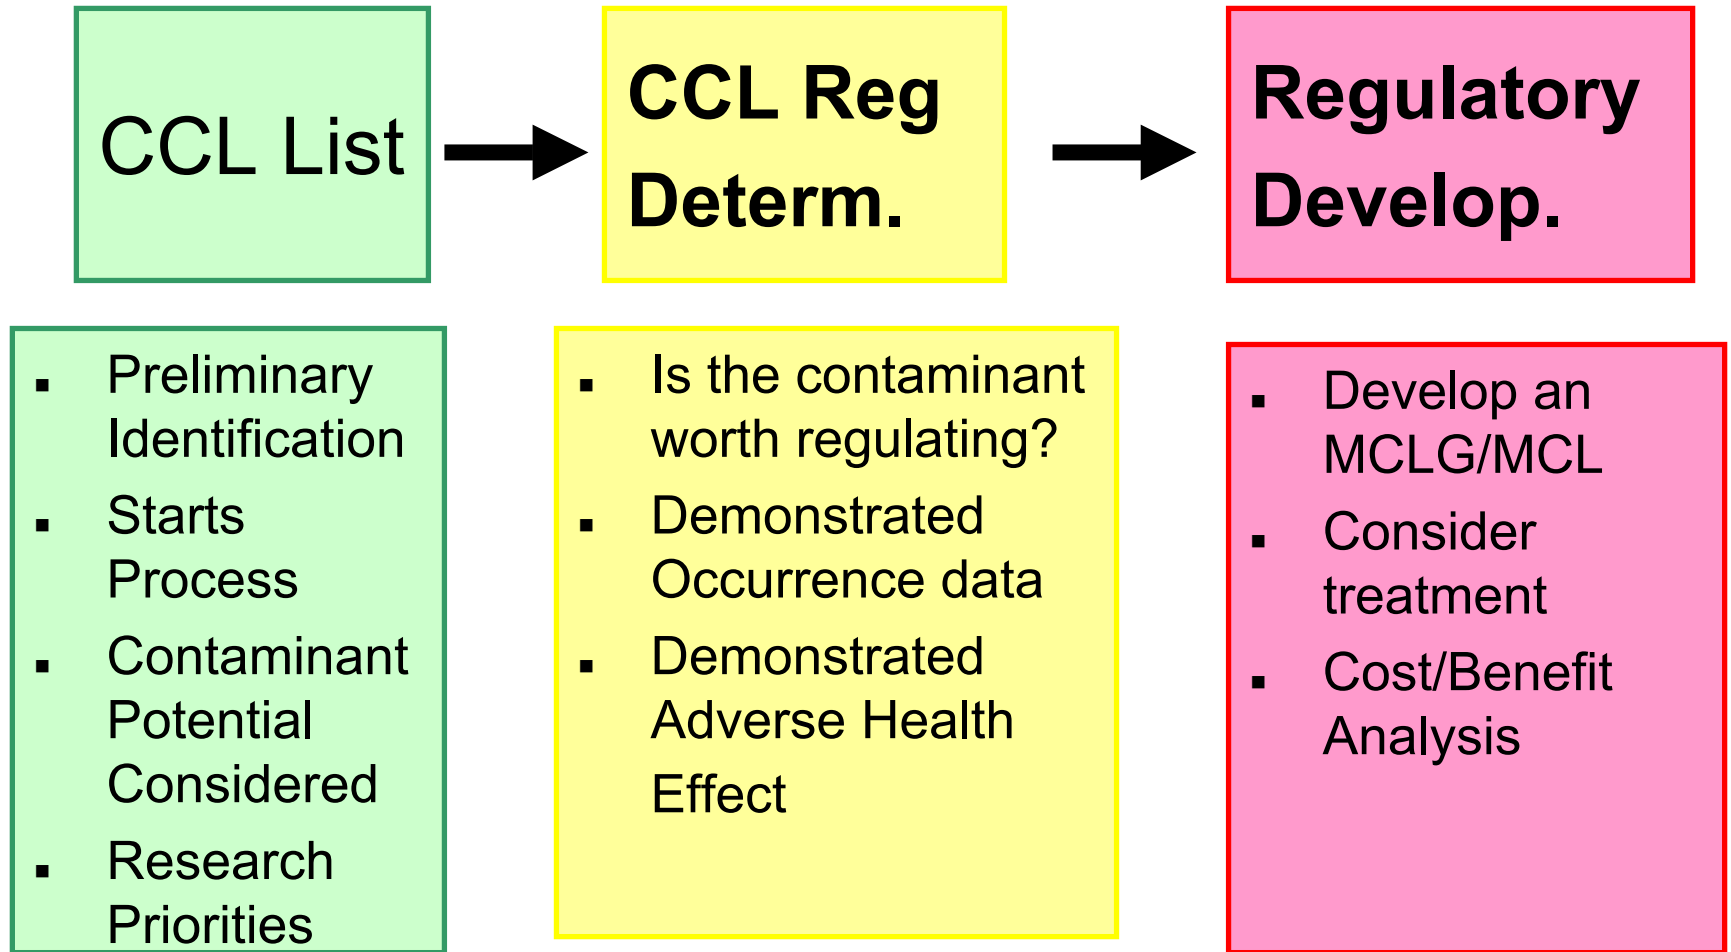 CCL List
CCL Reg
Determ.
Regulatory
Develop.
▪ Preliminary
Identification
▪ Starts
Process
▪ Contaminant
Potential
Considered
▪ Research
Priorities
▪ Is the contaminant
worth regulating?
▪ Demonstrated
Occurrence data
▪ Demonstrated
Adverse Health
Effect
▪ Develop an
MCLG/MCL
▪ Consider
treatment
▪ Cost/Benefit
Analysis